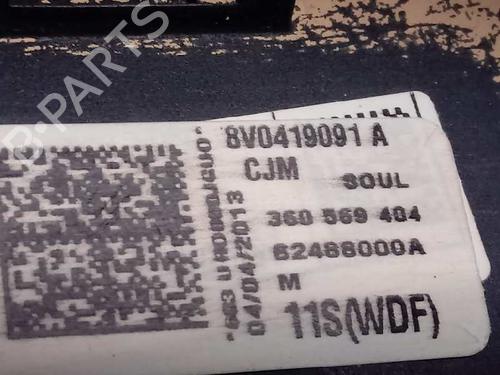 8V0419091 A
CJM SOUL
360 569 404
62488000A
M
11S(WDF)
04/04/2013
B-PARTS